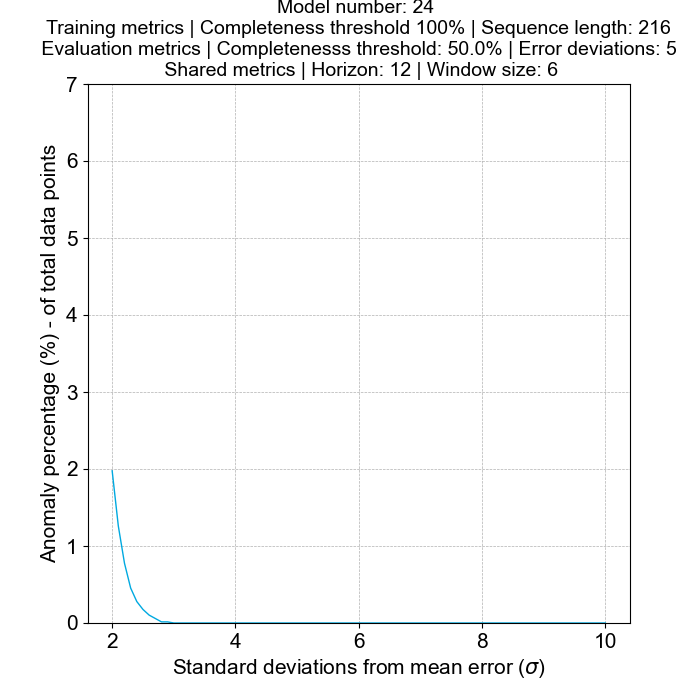 Model number: 24
Training metrics | Completeness threshold 100% | Sequence length: 216
Evaluation metrics | Completenesss threshold: 50.0% | Error deviations: 5
Shared metrics | Horizon: 12 | Window size: 6
7
6
5
4
3
2
1
0
Anomaly percentage (%) - of total data points
2 4 6 8 10
Standard deviations from mean error (σ)